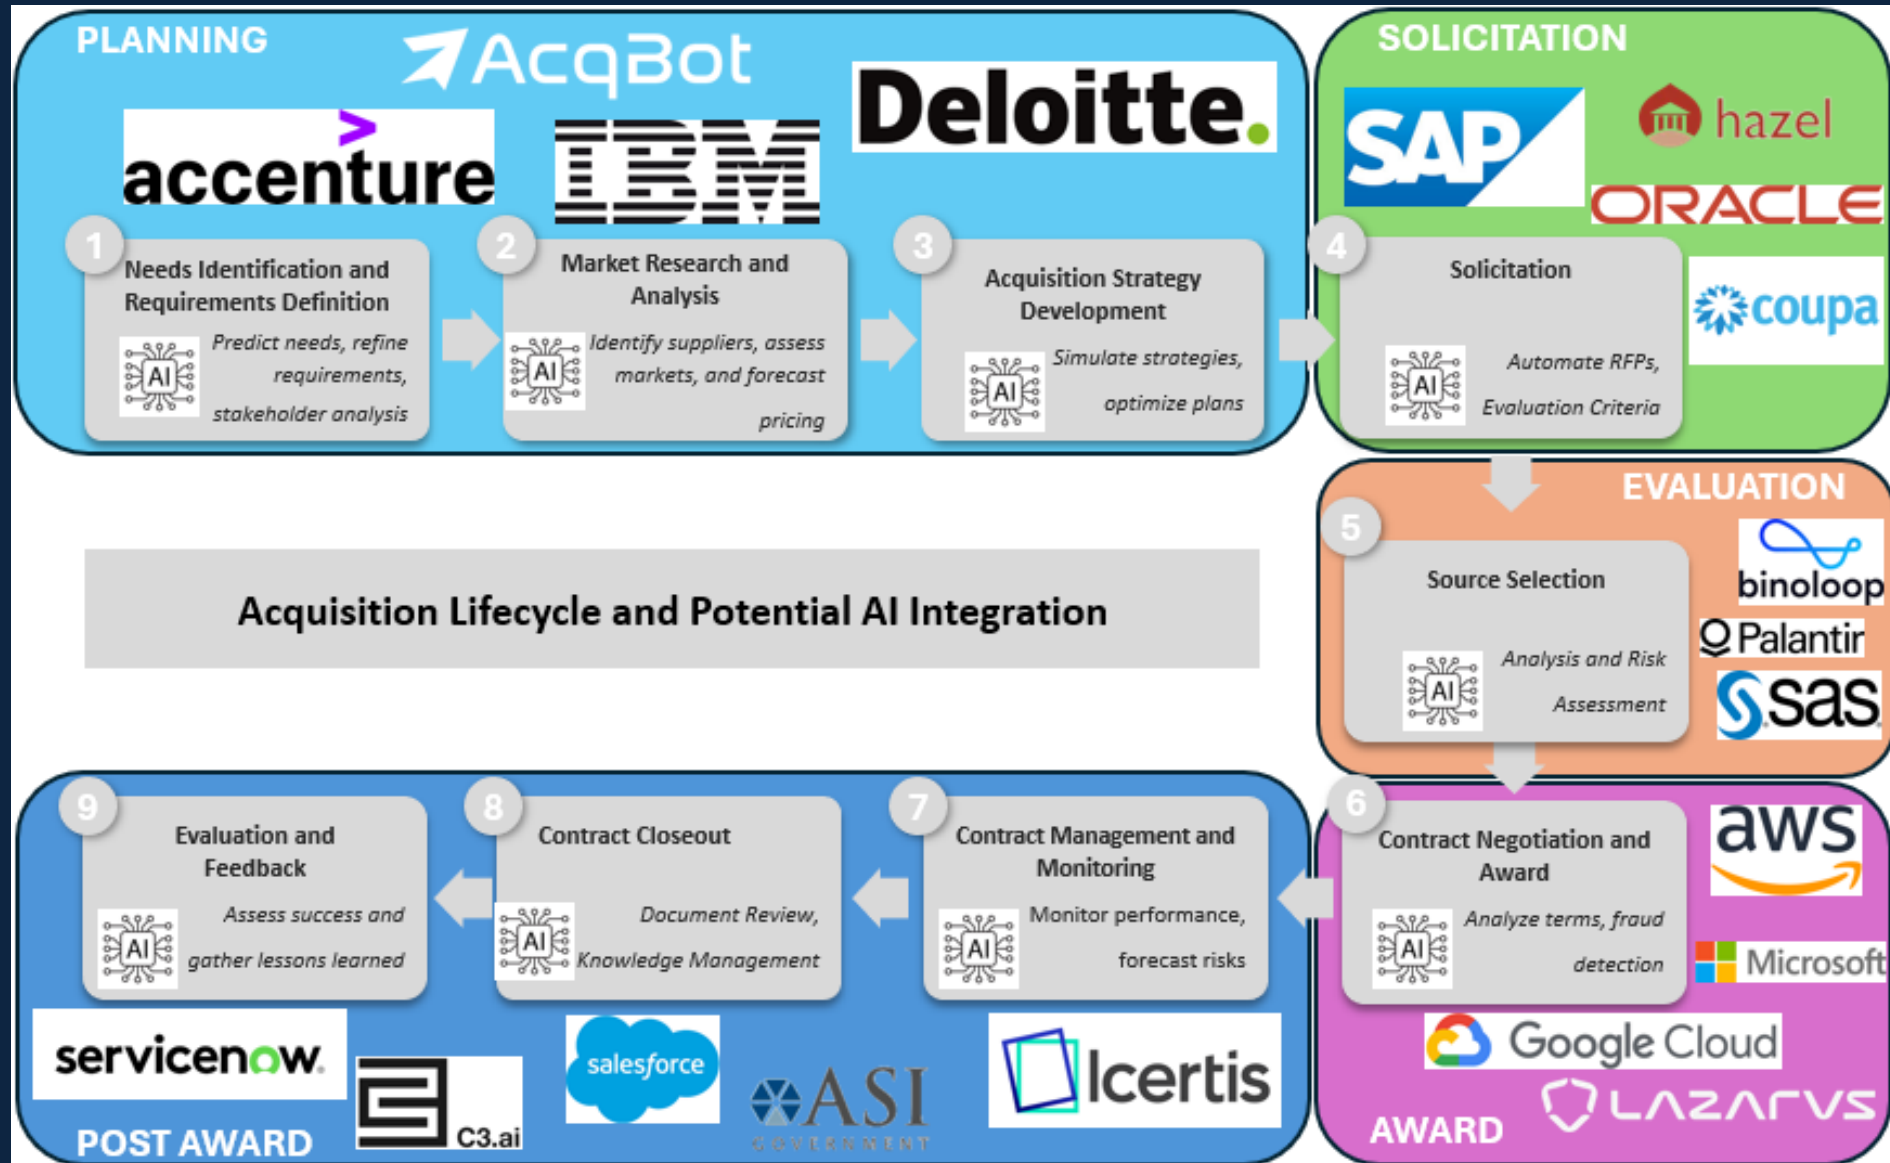 PLANNING
AcqBot
accenture
IBM
Deloitte.
1
Needs Identification and
Requirements Definition
AI
Predict needs, refine
requirements,
stakeholder analysis
2
Market Research and
Analysis
AI
Identify suppliers, assess
markets, and forecast
pricing
3
Acquisition Strategy
Development
AI
Simulate strategies,
optimize plans
SOLICITATION
SAP
hazel
ORACLE
coupa
4
Solicitation
AI
Automate RFPs,
Evaluation Criteria
EVALUATION
5
Source Selection
AI
Analysis and Risk
Assessment
binoloop
Palantir
sas
Acquisition Lifecycle and Potential AI Integration
6
Contract Negotiation and
Award
AI
Analyze terms, fraud
detection
aws
Microsoft
Google Cloud
LAZARVS
AWARD
7
Contract Management and
Monitoring
AI
Monitor performance,
forecast risks
8
Contract Closeout
AI
Document Review,
Knowledge Management
9
Evaluation and
Feedback
AI
Assess success and
gather lessons learned
servicenow.
C3.ai
salesforce
ASI
GOVERNMENT
Icertis
POST AWARD